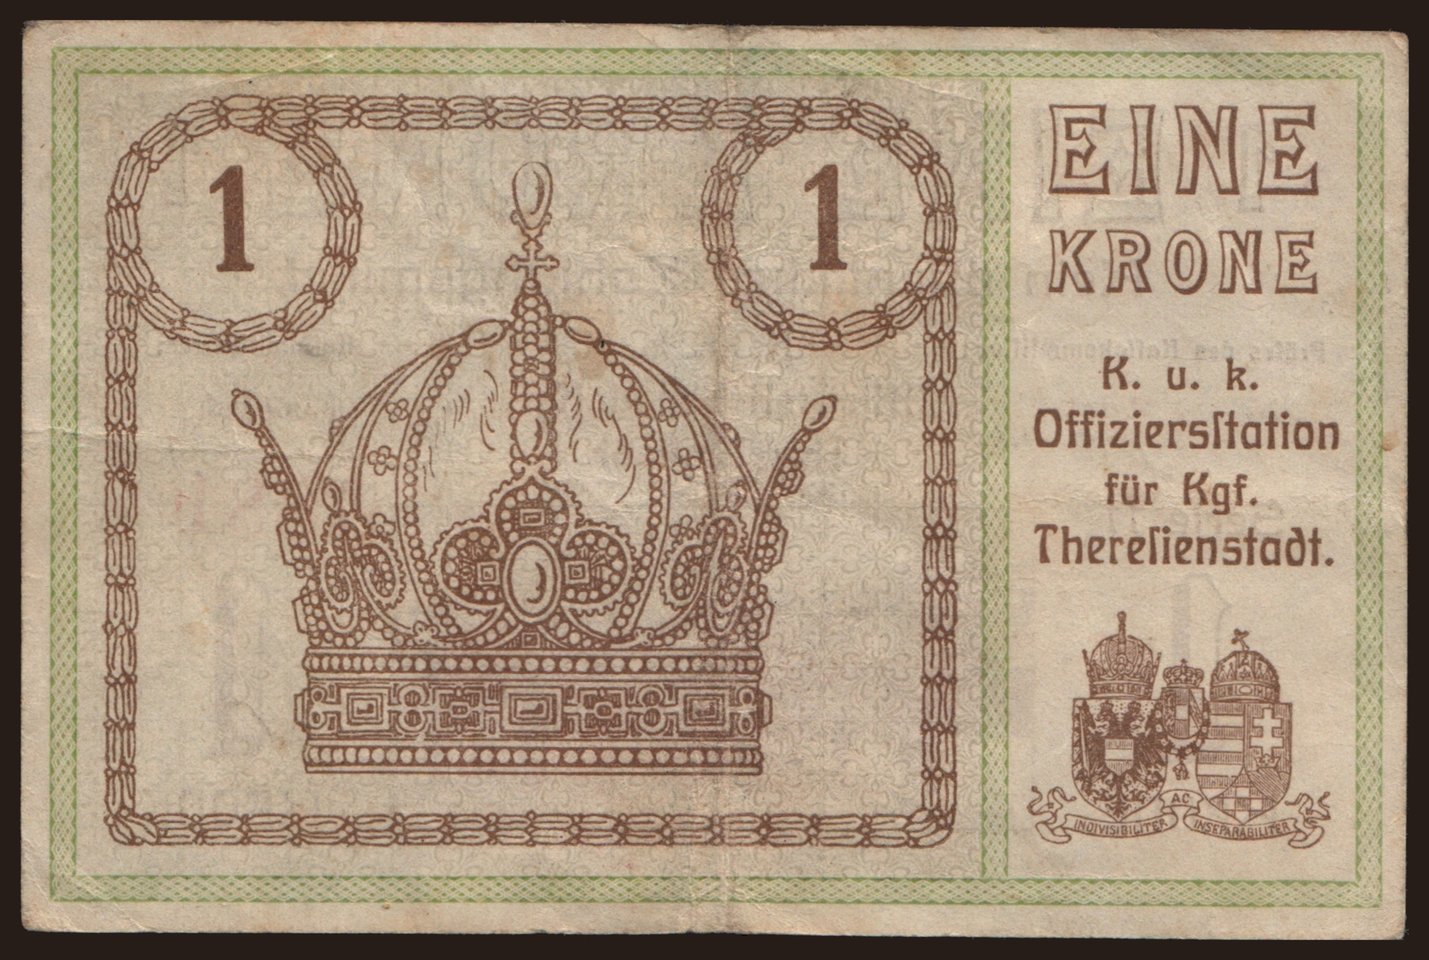 1 1
EINE
KRONE
K. u. k.
Offiziersſtation
für Kgf.
Thereſienstadt.
INDIVISIBILITER AC INSEPARABILITER